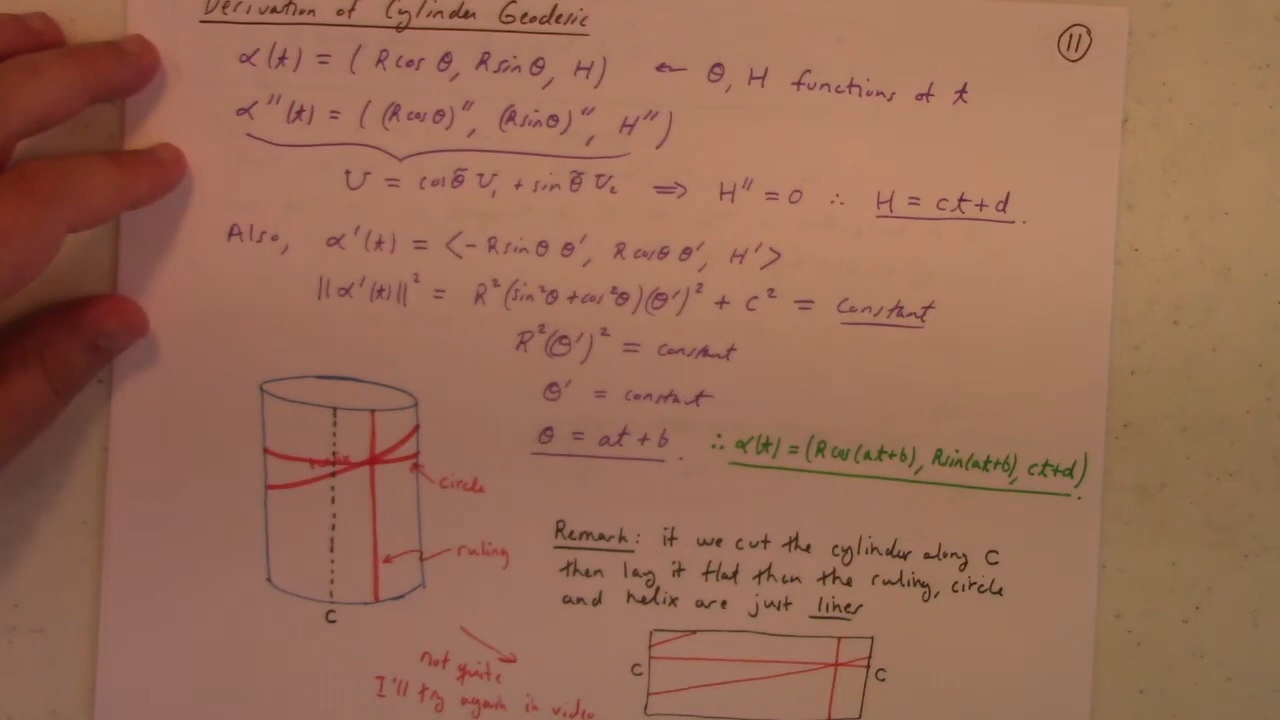 Derivation of Cylinder Geodesic
11
α(t) = ( R cos θ, R sin θ, H ) ← θ, H functions of t
α''(t) = ( (R cos θ)'', (R sin θ)'', H'' )
U = cos θ̃ U₁ + sin θ̃ U₂ ⟹ H'' = 0 ∴ H = ct+d.
Also, α'(t) = ⟨-R sin θ θ', R cos θ θ', H'⟩
||α'(t)||² = R²(sin²θ + cos²θ)(θ')² + c² = constant
R²(θ')² = constant
θ' = constant
θ = at + b. ∴ α(t) = (R cos(at+b), R sin(at+b), ct+d).
circle
ruling
C
Remark: if we cut the cylinder along C
then lay it flat then the ruling, circle
and helix are just lines
not quite
I'll try again in video
C
C